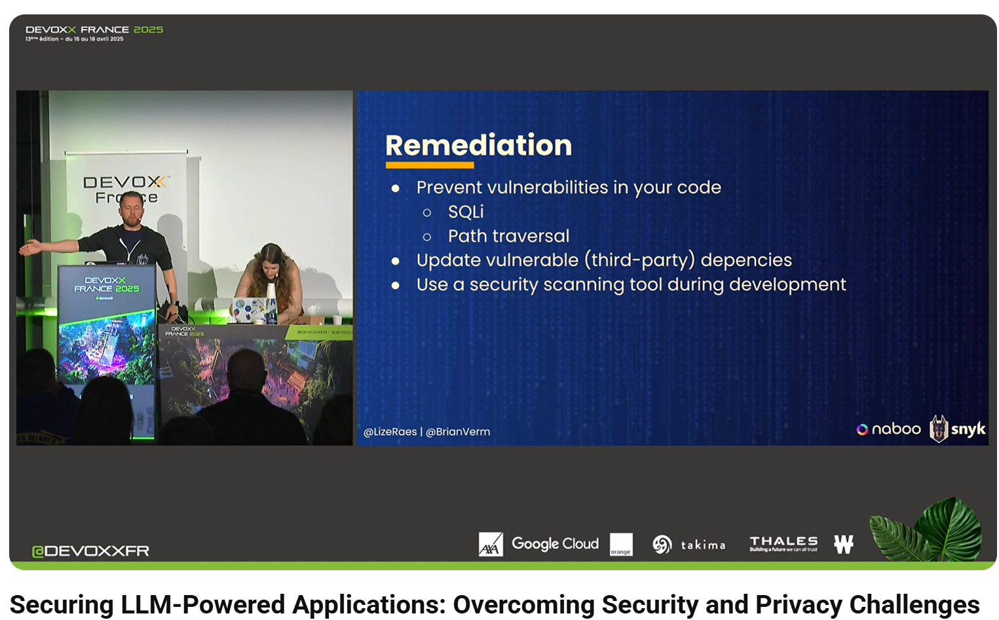 DEVOXX FRANCE 2025
13ème édition – du 16 au 18 avril 2025
DEVOXX™
France
DEVOXX
FRANCE 2025
DEVOXX
FRANCE 2025
Remediation
● Prevent vulnerabilities in your code
○ SQLi
○ Path traversal
● Update vulnerable (third-party) depencies
● Use a security scanning tool during development
@LizeRaes | @BrianVerm
naboo
snyk
@DEVOXXFR
AXA
Google Cloud
orange
takima
THALES
Building a future we can all trust
W
Securing LLM-Powered Applications: Overcoming Security and Privacy Challenges